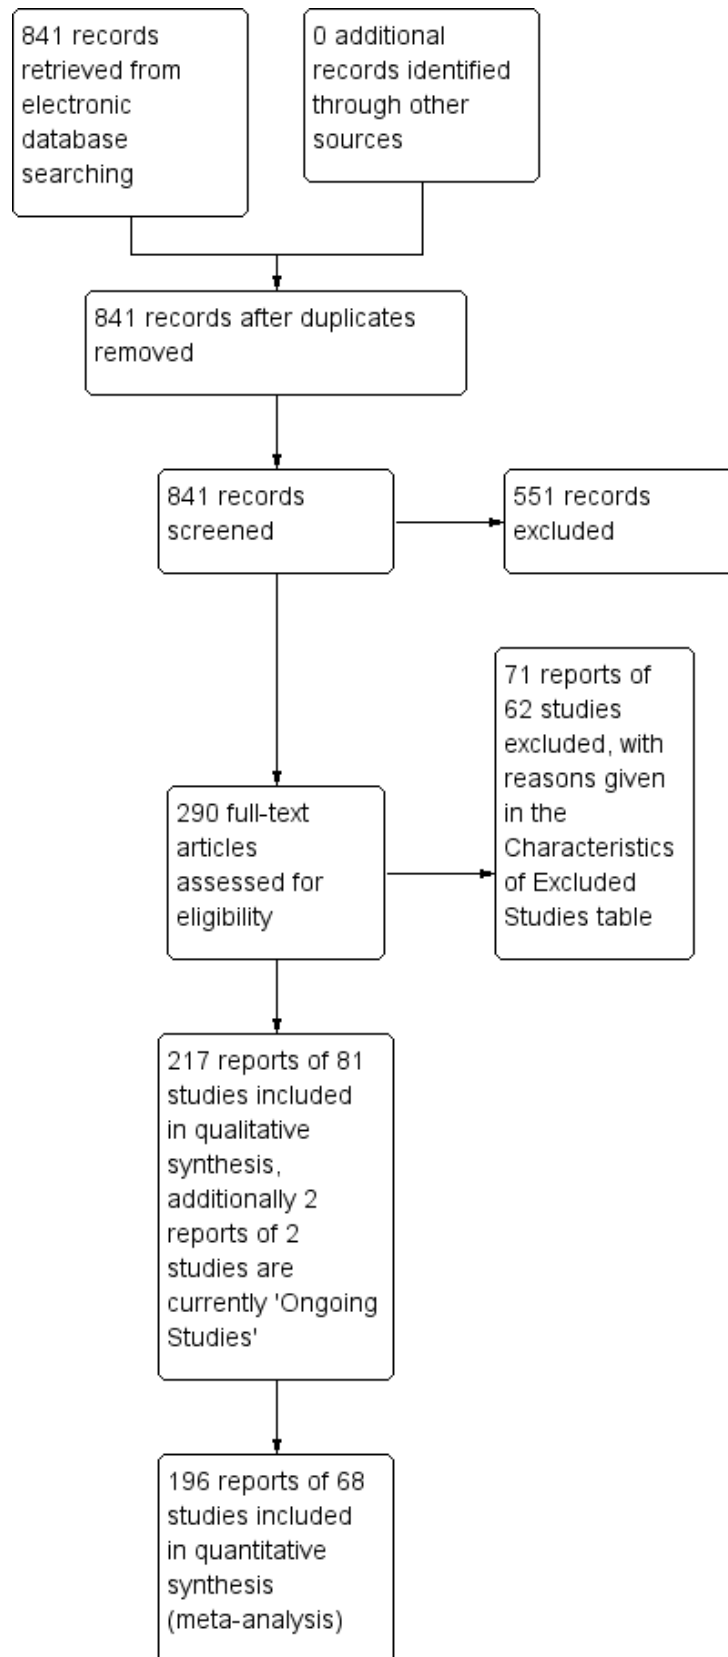 841 records
retrieved from
electronic
database
searching
0 additional
records identified
through other
sources
841 records after duplicates
removed
841 records
screened
551 records
excluded
71 reports of
62 studies
excluded, with
reasons given
in the
Characteristics
of Excluded
Studies table
290 full-text
articles
assessed for
eligibility
217 reports of 81
studies included
in qualitative
synthesis,
additionally 2
reports of 2
studies are
currently 'Ongoing
Studies'
196 reports of 68
studies included
in quantitative
synthesis
(meta-analysis)